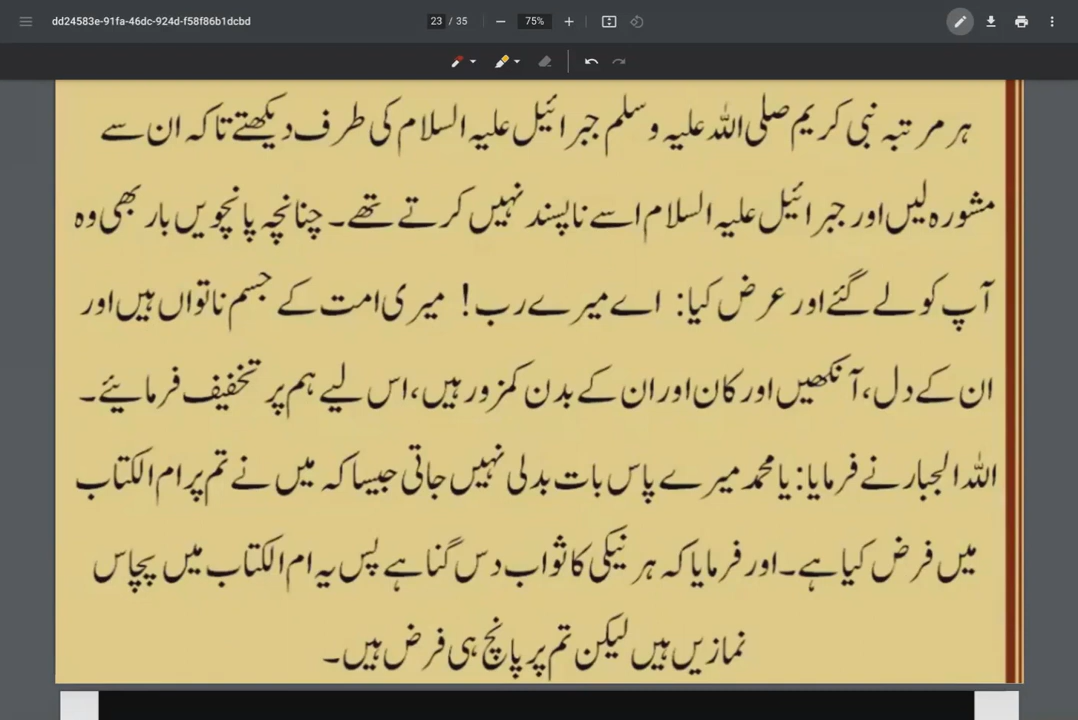 dd24583e-91fa-46dc-924d-f58f86b1dcbd
23 / 35
75%
ہر مرتبہ نبی کریم صلی اللہ علیہ وسلم جبرائیل علیہ السلام کی طرف دیکھتے تاکہ ان سے
مشورہ لیں اور جبرائیل علیہ السلام اسے ناپسند نہیں کرتے تھے۔ چنانچہ پانچویں بار بھی وہ
آپ کو لے گئے اور عرض کیا: اے میرے رب! میری امت کے جسم ناتواں ہیں اور
ان کے دل، آنکھیں اور کان اور ان کے بدن کمزور ہیں، اس لیے ہم پر تخفیف فرمایئے۔
اللہ الجبار نے فرمایا: یا محمد میرے پاس بات بدلی نہیں جاتی جیسا کہ میں نے تم پر ام الکتاب
میں فرض کیا ہے۔ اور فرمایا کہ ہر نیکی کا ثواب دس گنا ہے پس یہ ام الکتاب میں پچاس
نمازیں ہیں لیکن تم پر پانچ ہی فرض ہیں۔